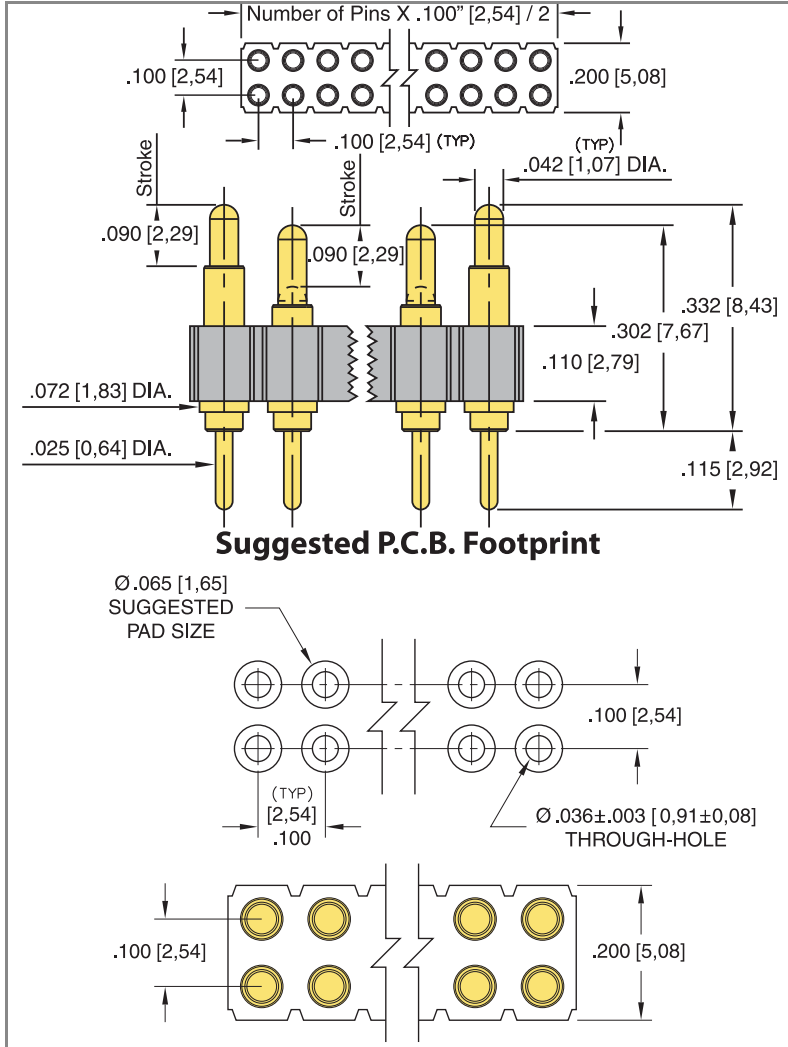 Number of Pins X .100” [2,54] / 2
.100 [2,54]
.200 [5,08]
.100 [2,54] (TYP)
(TYP)
.042 [1,07] DIA.
Stroke
Stroke
.090 [2,29]
.090 [2,29]
.332 [8,43]
.302 [7,67]
.110 [2,79]
.072 [1,83] DIA.
.025 [0,64] DIA.
.115 [2,92]
Suggested P.C.B. Footprint
Ø.065 [1,65]
SUGGESTED
PAD SIZE
.100 [2,54]
(TYP)
[2,54]
.100
Ø.036±.003 [0,91±0,08]
THROUGH-HOLE
.100 [2,54]
.200 [5,08]